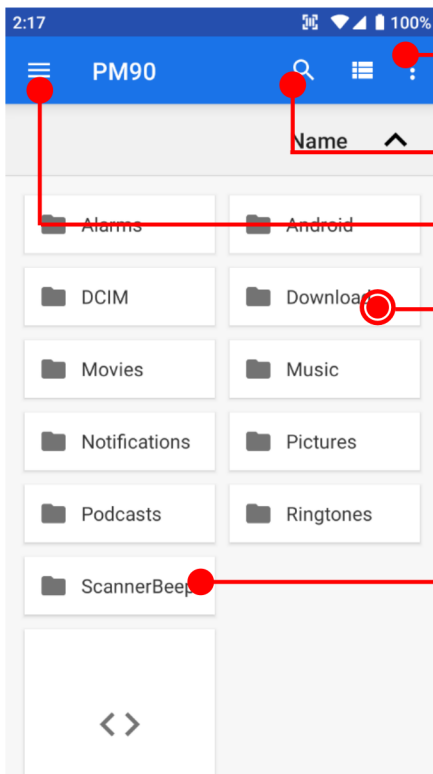 2:17 100%
PM90
Name
Alarms Android
DCIM Download
Movies Music
Notifications Pictures
Podcasts Ringtones
ScannerBeep